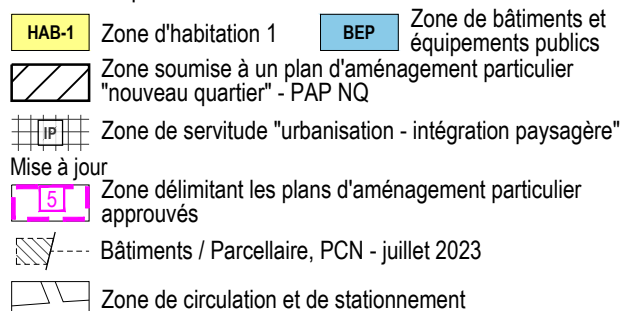 HAB-1 Zone d'habitation 1
BEP Zone de bâtiments et
équipements publics
Zone soumise à un plan d'aménagement particulier
"nouveau quartier" - PAP NQ
IP Zone de servitude "urbanisation - intégration paysagère"
Mise à jour
5 Zone délimitant les plans d'aménagement particulier
approuvés
Bâtiments / Parcellaire, PCN - juillet 2023
Zone de circulation et de stationnement